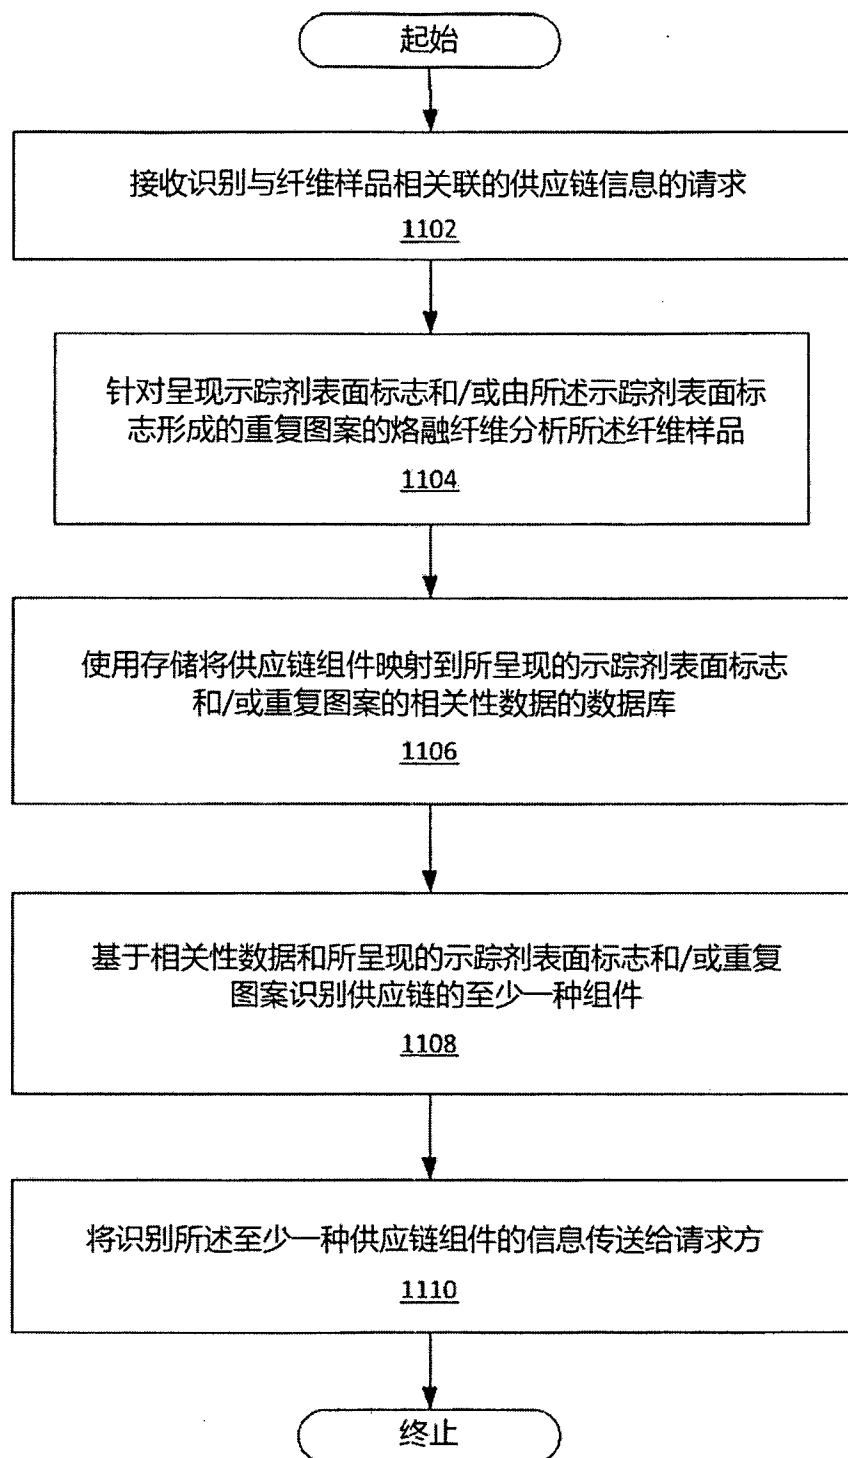 起始
接收识别与纤维样品相关联的供应链信息的请求
1102
针对呈现示踪剂表面标志和/或由所述示踪剂表面标
志形成的重复图案的烙融纤维分析所述纤维样品
1104
使用存储将供应链组件映射到所呈现的示踪剂表面标志
和/或重复图案的相关性数据的数据库
1106
基于相关性数据和所呈现的示踪剂表面标志和/或重复
图案识别供应链的至少一种组件
1108
将识别所述至少一种供应链组件的信息传送给请求方
1110
终止